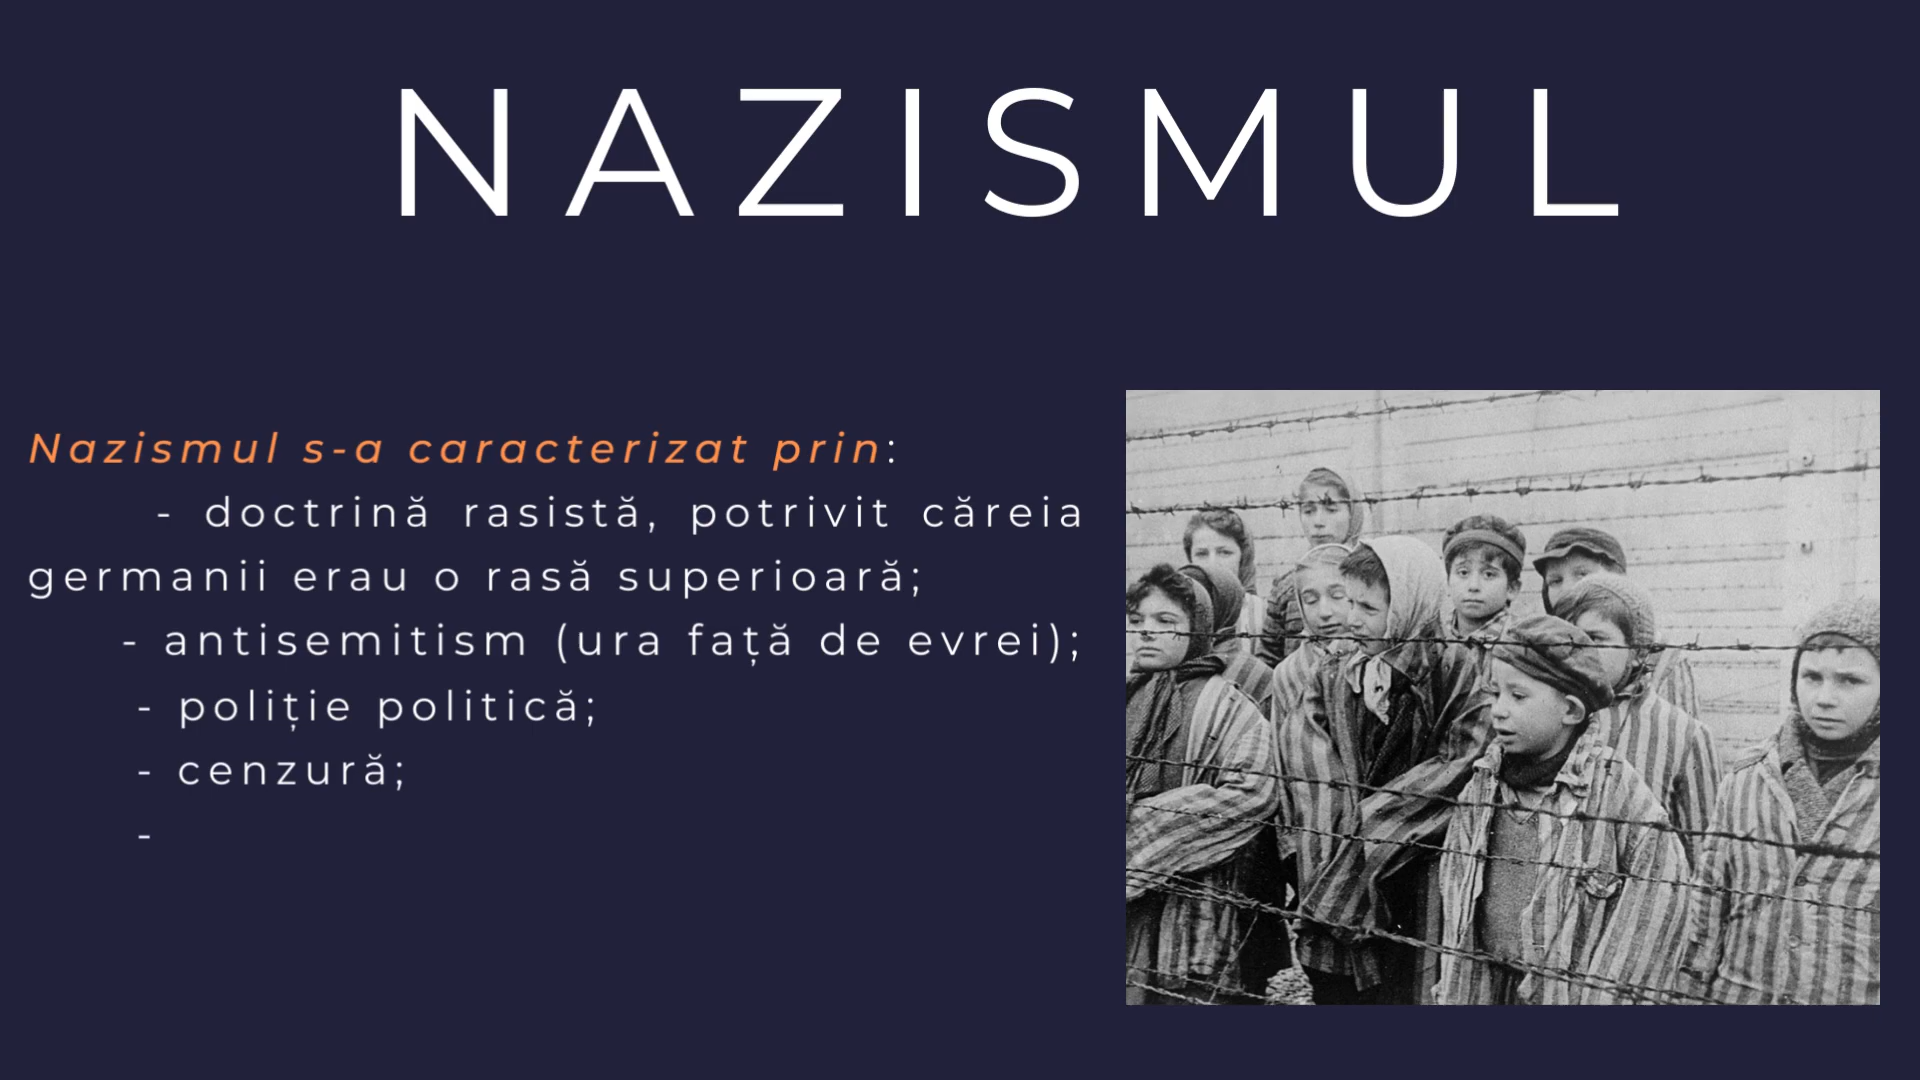 NAZISMUL
Nazismul s-a caracterizat prin:
- doctrină rasistă, potrivit căreia
germanii erau o rasă superioară;
- antisemitism (ura față de evrei);
- poliție politică;
- cenzură;
-